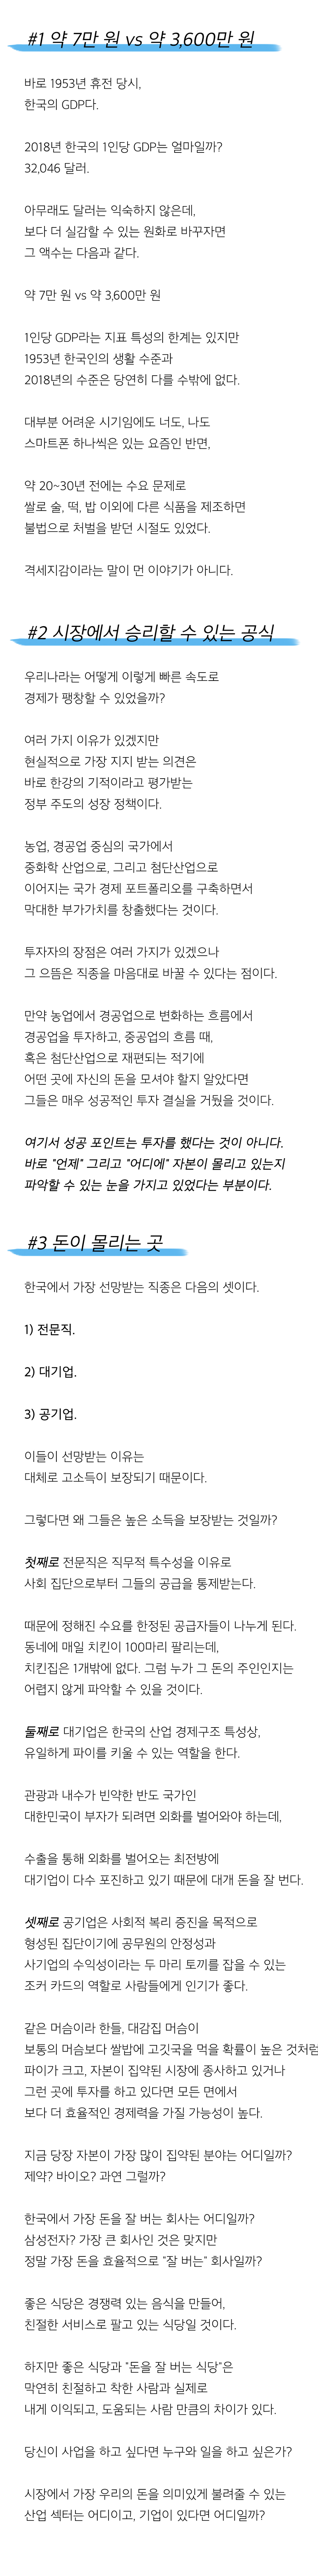 #1 약 7만 원 vs 약 3,600만 원
바로 1953년 휴전 당시,
한국의 GDP다.
2018년 한국의 1인당 GDP는 얼마일까?
32,046 달러.
아무래도 달러는 익숙하지 않은데,
보다 더 실감할 수 있는 원화로 바꾸자면
그 액수는 다음과 같다.
약 7만 원 vs 약 3,600만 원
1인당 GDP라는 지표 특성의 한계는 있지만
1953년 한국인의 생활 수준과
2018년의 수준은 당연히 다를 수밖에 없다.
대부분 어려운 시기임에도 너도, 나도
스마트폰 하나씩은 있는 요즘인 반면,
약 20~30년 전에는 수요 문제로
쌀로 술, 떡, 밥 이외에 다른 식품을 제조하면
불법으로 처벌을 받던 시절도 있었다.
격세지감이라는 말이 먼 이야기가 아니다.
#2 시장에서 승리할 수 있는 공식
우리나라는 어떻게 이렇게 빠른 속도로
경제가 팽창할 수 있었을까?
여러 가지 이유가 있겠지만
현실적으로 가장 지지 받는 의견은
바로 한강의 기적이라고 평가받는
정부 주도의 성장 정책이다.
농업, 경공업 중심의 국가에서
중화학 산업으로, 그리고 첨단산업으로
이어지는 국가 경제 포트폴리오를 구축하면서
막대한 부가가치를 창출했다는 것이다.
투자자의 장점은 여러 가지가 있겠으나
그 으뜸은 직종을 마음대로 바꿀 수 있다는 점이다.
만약 농업에서 경공업으로 변화하는 흐름에서
경공업을 투자하고, 중공업의 흐름 때,
혹은 첨단산업으로 재편되는 적기에
어떤 곳에 자신의 돈을 모셔야 할지 알았다면
그들은 매우 성공적인 투자 결실을 거뒀을 것이다.
여기서 성공 포인트는 투자를 했다는 것이 아니다.
바로 "언제" 그리고 "어디에" 자본이 몰리고 있는지
파악할 수 있는 눈을 가지고 있었다는 부분이다.
#3 돈이 몰리는 곳
한국에서 가장 선망받는 직종은 다음의 셋이다.
1) 전문직.
2) 대기업.
3) 공기업.
이들이 선망받는 이유는
대체로 고소득이 보장되기 때문이다.
그렇다면 왜 그들은 높은 소득을 보장받는 것일까?
첫째로 전문직은 직무적 특수성을 이유로
사회 집단으로부터 그들의 공급을 통제받는다.
때문에 정해진 수요를 한정된 공급자들이 나누게 된다.
동네에 매일 치킨이 100마리 팔리는데,
치킨집은 1개밖에 없다. 그럼 누가 그 돈의 주인인지는
어렵지 않게 파악할 수 있을 것이다.
둘째로 대기업은 한국의 산업 경제구조 특성상,
유일하게 파이를 키울 수 있는 역할을 한다.
관광과 내수가 빈약한 반도 국가인
대한민국이 부자가 되려면 외화를 벌어와야 하는데,
수출을 통해 외화를 벌어오는 최전방에
대기업이 다수 포진하고 있기 때문에 대개 돈을 잘 번다.
셋째로 공기업은 사회적 복리 증진을 목적으로
형성된 집단이기에 공무원의 안정성과
사기업의 수익성이라는 두 마리 토끼를 잡을 수 있는
조커 카드의 역할로 사람들에게 인기가 좋다.
같은 머슴이라 한들, 대감집 머슴이
보통의 머슴보다 쌀밥에 고깃국을 먹을 확률이 높은 것처럼
파이가 크고, 자본이 집약된 시장에 종사하고 있거나
그런 곳에 투자를 하고 있다면 모든 면에서
보다 더 효율적인 경제력을 가질 가능성이 높다.
지금 당장 자본이 가장 많이 집약된 분야는 어디일까?
제약? 바이오? 과연 그럴까?
한국에서 가장 돈을 잘 버는 회사는 어디일까?
삼성전자? 가장 큰 회사인 것은 맞지만
정말 가장 돈을 효율적으로 "잘 버는" 회사일까?
좋은 식당은 경쟁력 있는 음식을 만들어,
친절한 서비스로 팔고 있는 식당일 것이다.
하지만 좋은 식당과 "돈을 잘 버는 식당"은
막연히 친절하고 착한 사람과 실제로
내게 이익되고, 도움되는 사람 만큼의 차이가 있다.
당신이 사업을 하고 싶다면 누구와 일을 하고 싶은가?
시장에서 가장 우리의 돈을 의미있게 불려줄 수 있는
산업 섹터는 어디이고, 기업이 있다면 어디일까?